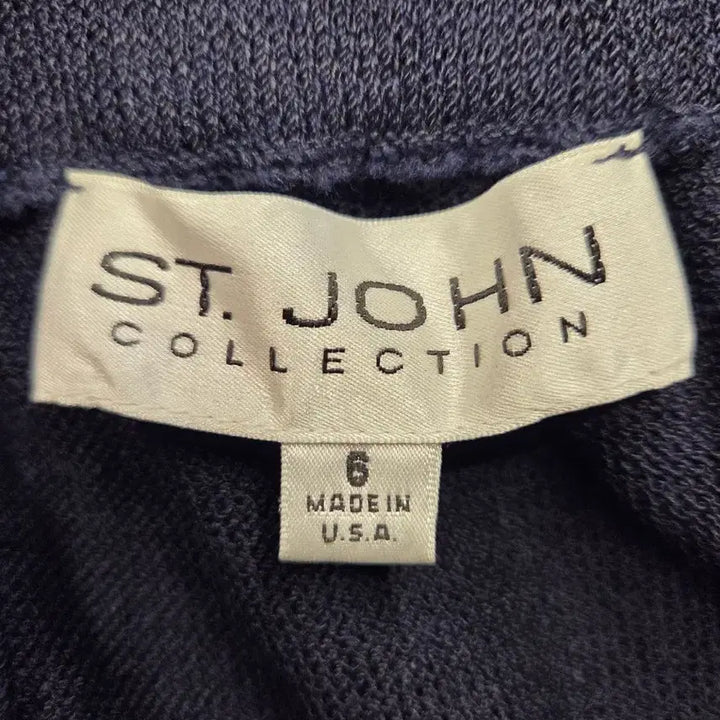 ST. JOHN
COLLECTION
6
MADE IN
U.S.A.